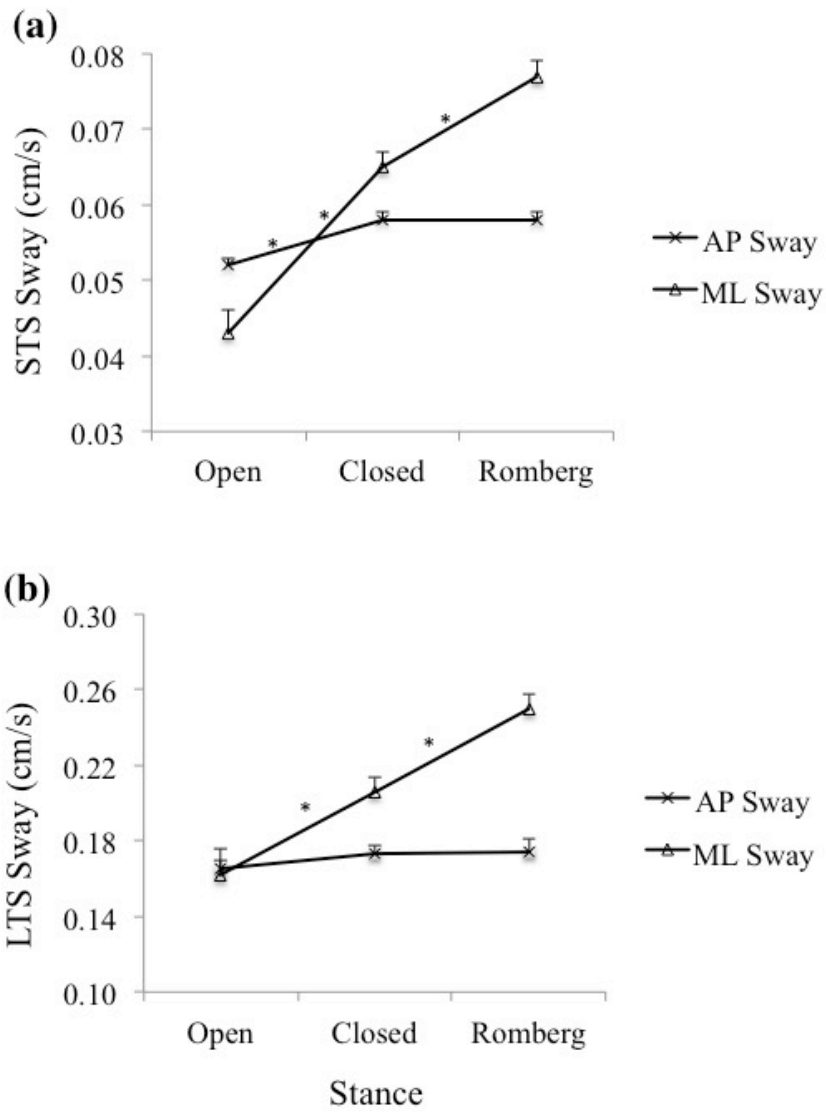 (a)
STS Sway (cm/s)
0.08
0.07
0.06
0.05
0.04
0.03
*
*
*
Open Closed Romberg
AP Sway
ML Sway
(b)
LTS Sway (cm/s)
0.30
0.26
0.22
0.18
0.14
0.10
*
*
Open Closed Romberg
Stance
AP Sway
ML Sway